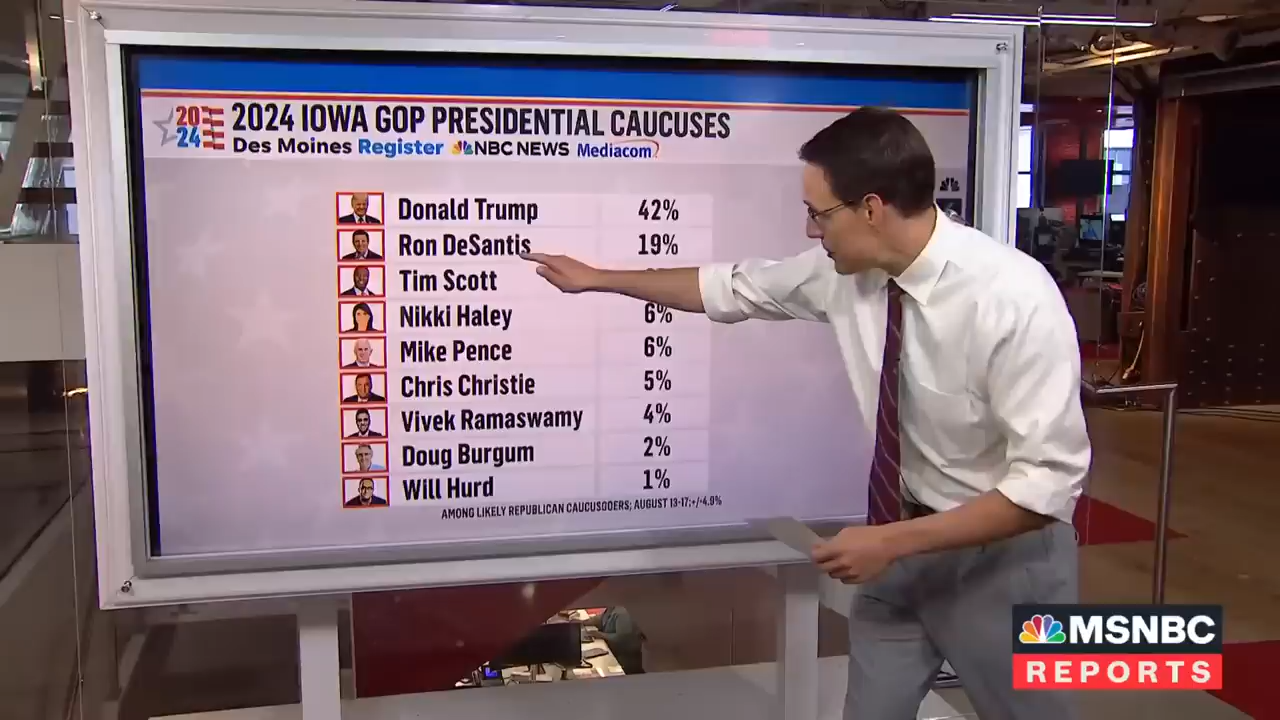 2024 IOWA GOP PRESIDENTIAL CAUCUSES
20
24
Des Moines Register NBC NEWS Mediacom
Donald Trump 42%
Ron DeSantis 19%
Tim Scott
Nikki Haley 6%
Mike Pence 6%
Chris Christie 5%
Vivek Ramaswamy 4%
Doug Burgum 2%
Will Hurd 1%
AMONG LIKELY REPUBLICAN CAUCUSGOERS; AUGUST 13-17;+/-4.9%
MSNBC
REPORTS